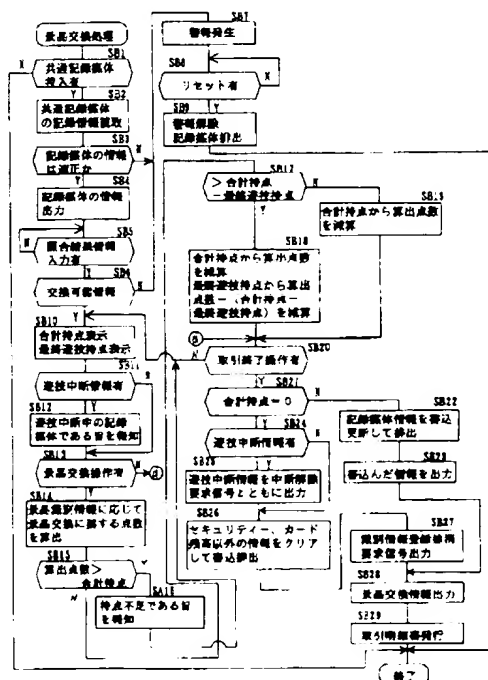 景品交換処理
SB1
共通記録媒体
挿入有
N
Y
SB2
共通記録媒体
の記録情報読取
SB3
記録媒体の情報
は適正か
N
Y
SB4
記録媒体の情報
出力
SB5
照合結果情報
入力有
N
Y
SB6
交換可能情報
N
Y
SB10
合計持点表示
最終遊技持点表示
SB11
遊技中断情報有
N
Y
SB12
遊技中断中の記録
媒体である旨を報知
SB13
景品交換操作有
N
ⓐ
Y
SB14
景品識別情報に応じて
景品交換に要する点数
を算出
SB15
算出点数>
合計持点
N
Y
持点不足である旨
を報知
SB7
警報発生
SB8
リセット有
N
Y
SB9
警報解除
記録媒体排出
SB17
>合計持点
−最終遊技持点
N
Y
SB18
合計持点から算出点数
を減算
最終遊技持点から算出
点数−(合計持点−
最終遊技持点)を減算
SB19
合計持点から算出点数
を減算
ⓐ
SB20
取引終了操作有
N
Y
SB21
合計持点=0
N
Y
SB22
記録媒体情報を書込
更新して排出
書込んだ情報を出力
SB24
遊技中断情報有
N
Y
SB25
遊技中断情報を中断解除
要求信号とともに出力
SB26
セキュリティー、カード
残高以外の情報をクリア
して書込排出
SB27
識別情報登録抹消
要求信号出力
SB28
景品交換情報出力
SB29
取引明細書発行
終了